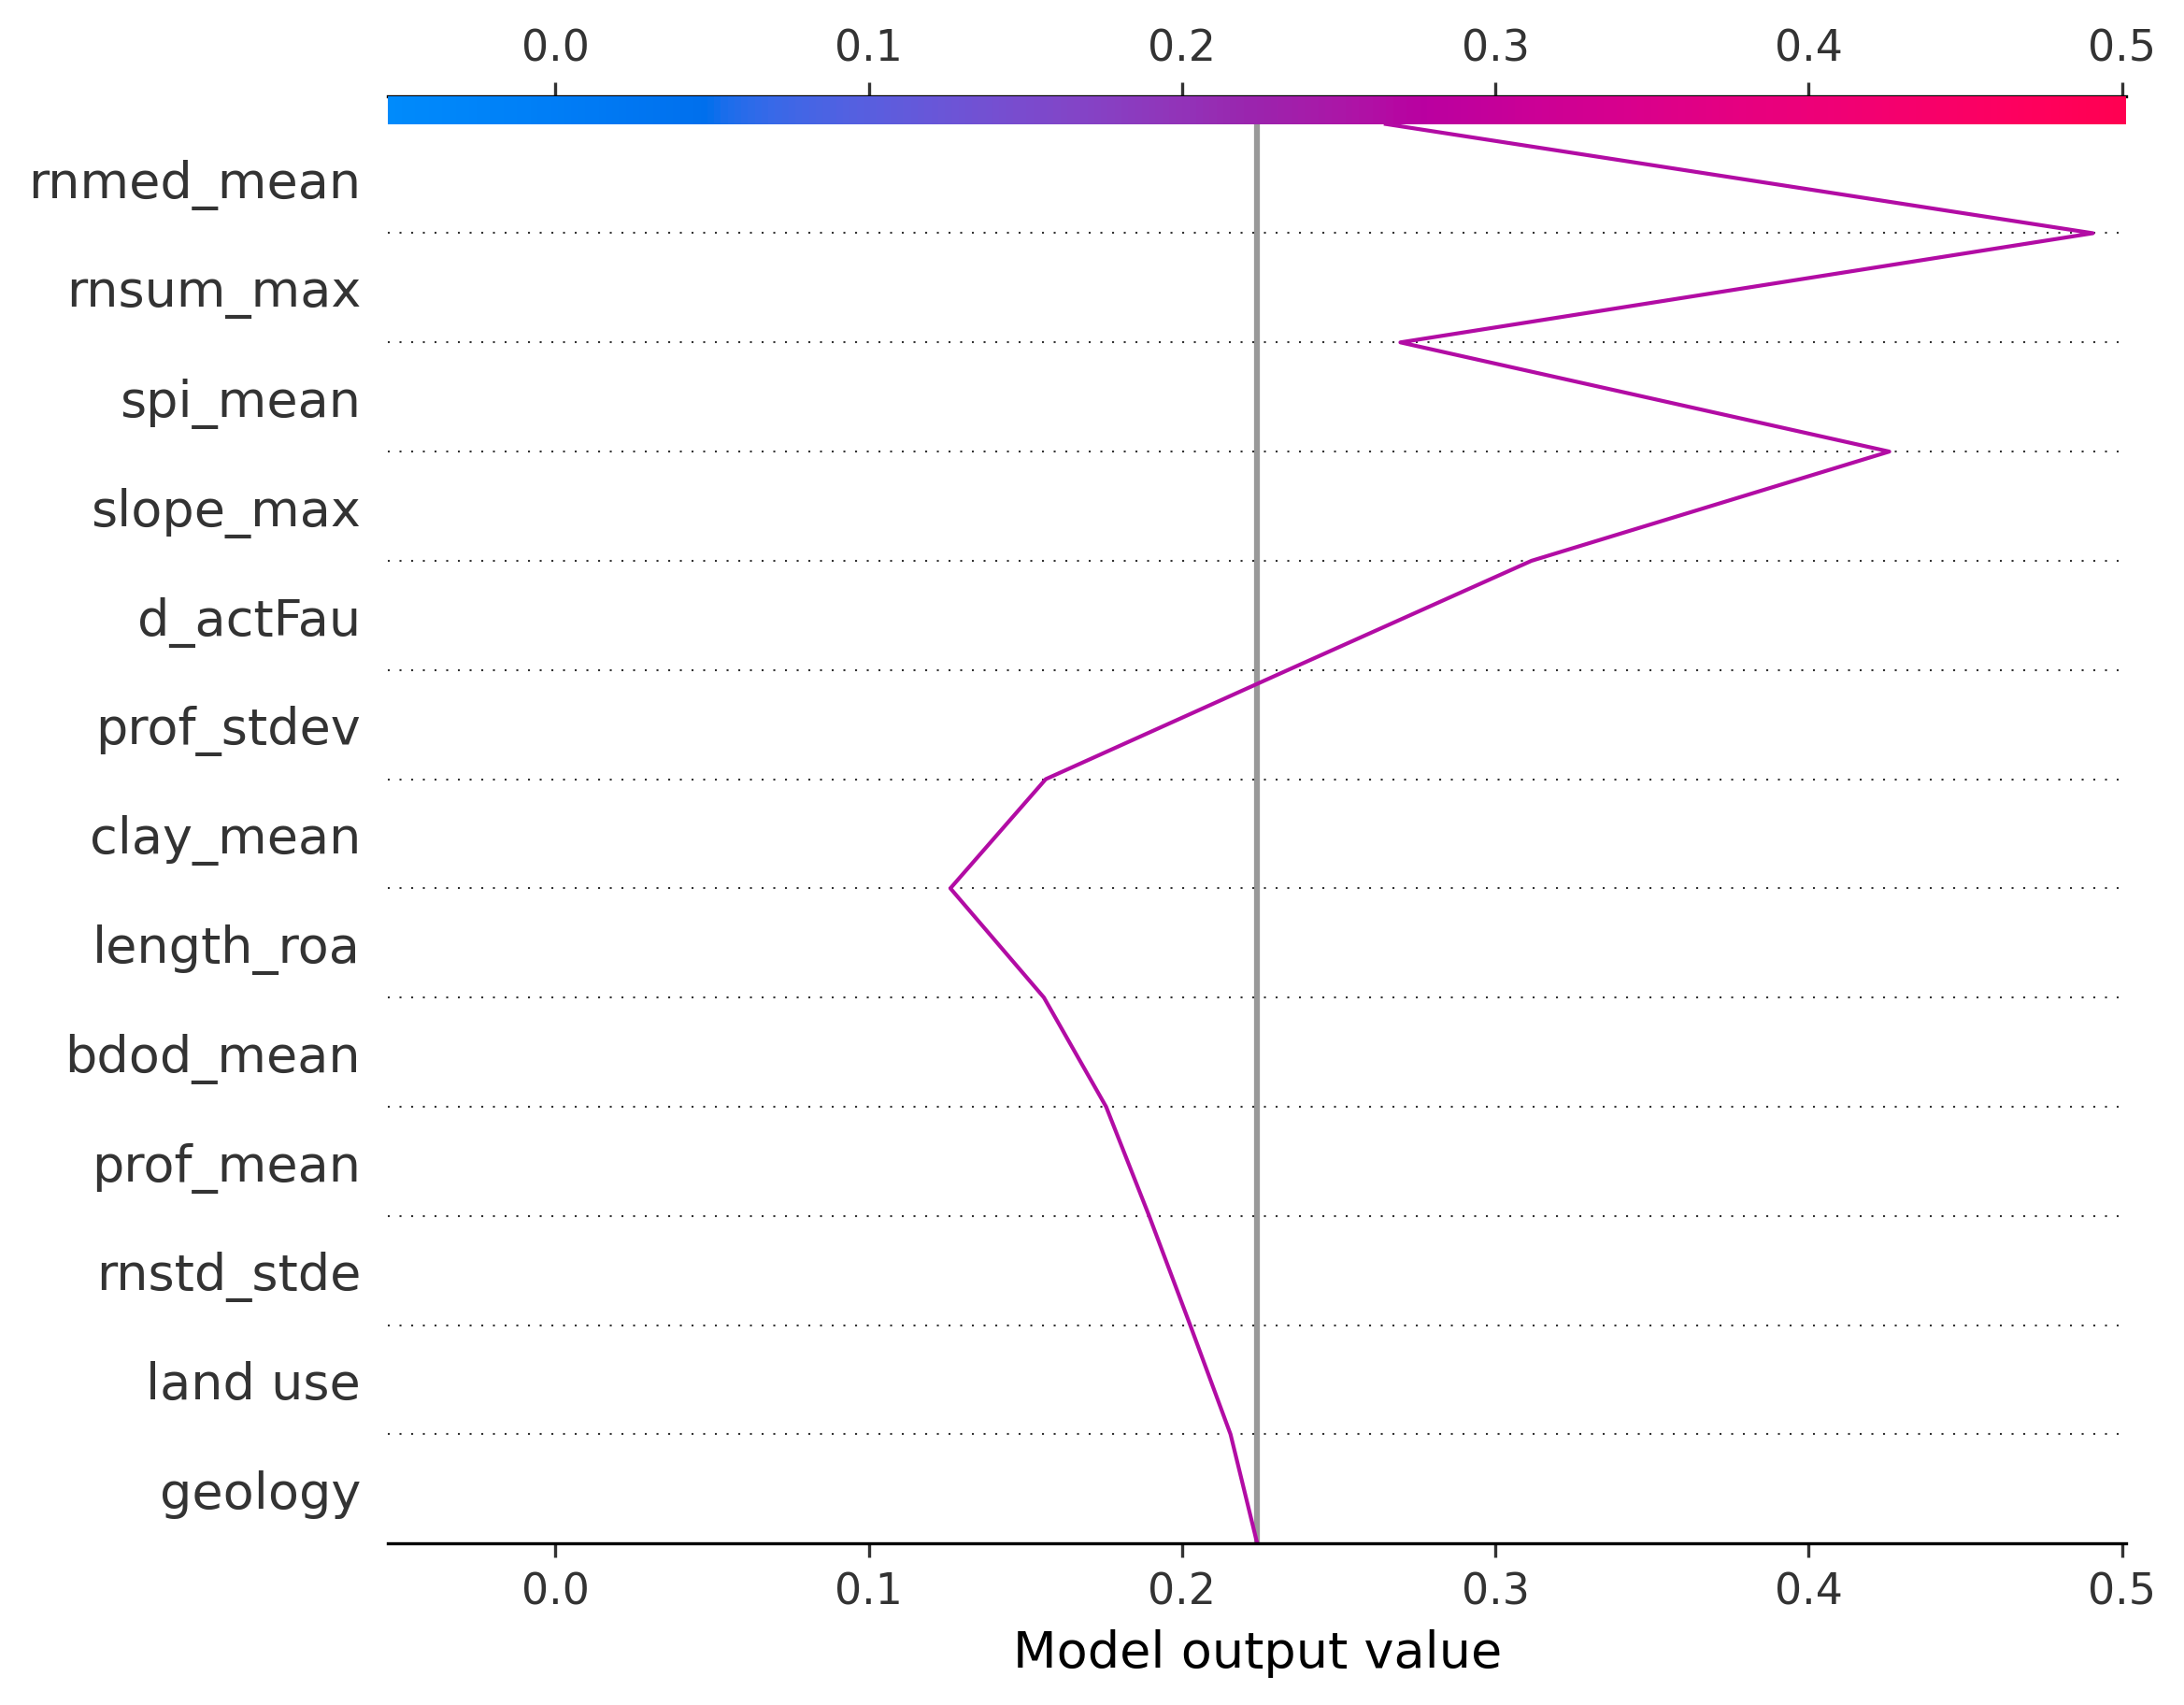 0.0 0.1 0.2 0.3 0.4 0.5
rnmed_mean
rnsum_max
spi_mean
slope_max
d_actFau
prof_stdev
clay_mean
length_roa
bdod_mean
prof_mean
rnstd_stde
land use
geology
0.0 0.1 0.2 0.3 0.4 0.5
Model output value